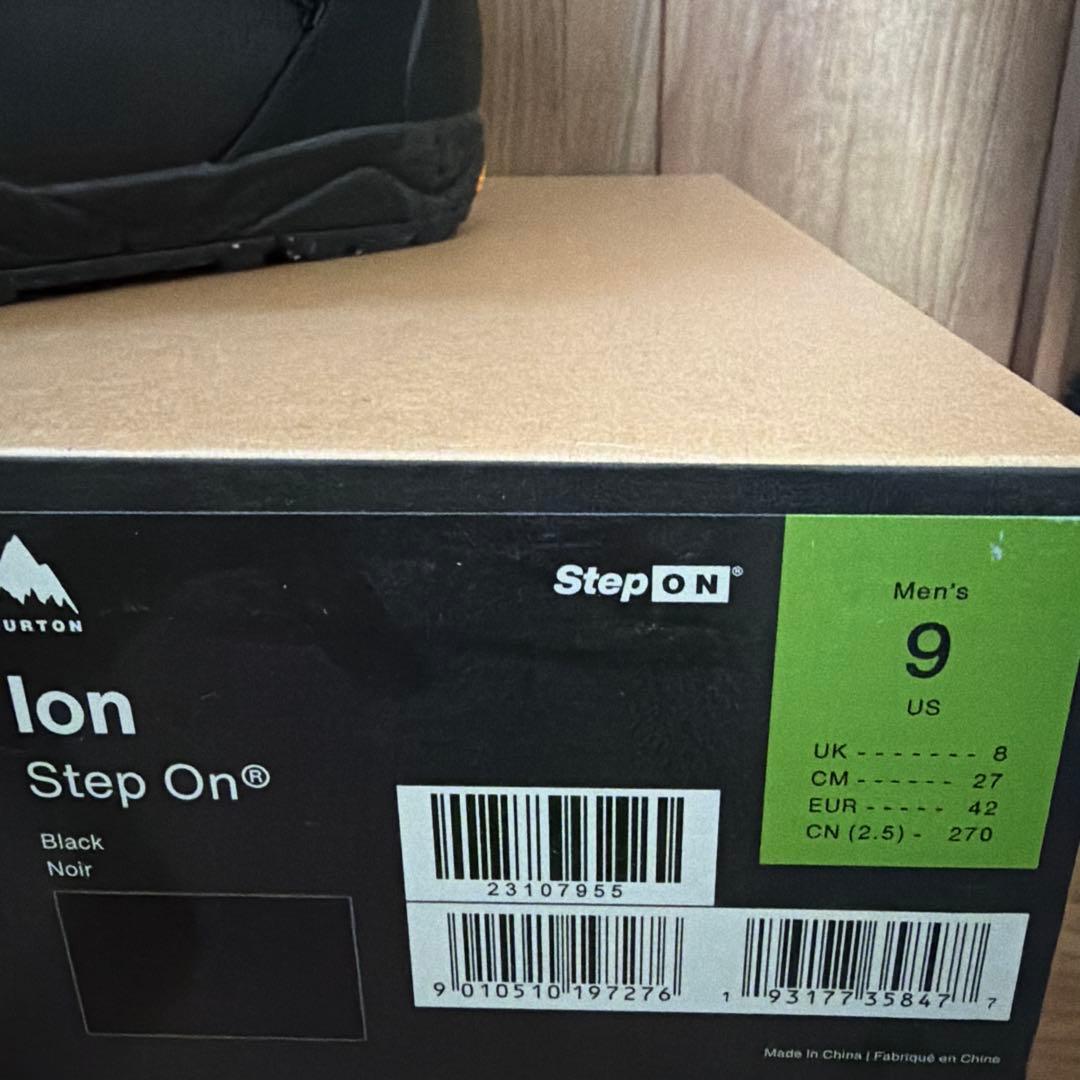 URTON
StepON®
Ion
Step On®
Black
Noir
Men's
9
US
UK - - - - - - - 8
CM - - - - - - 27
EUR - - - - - 42
CN (2.5) - 270
23107955
9 010510 197276
1 93177 35847 7
Made In China | Fabriqué en Chine